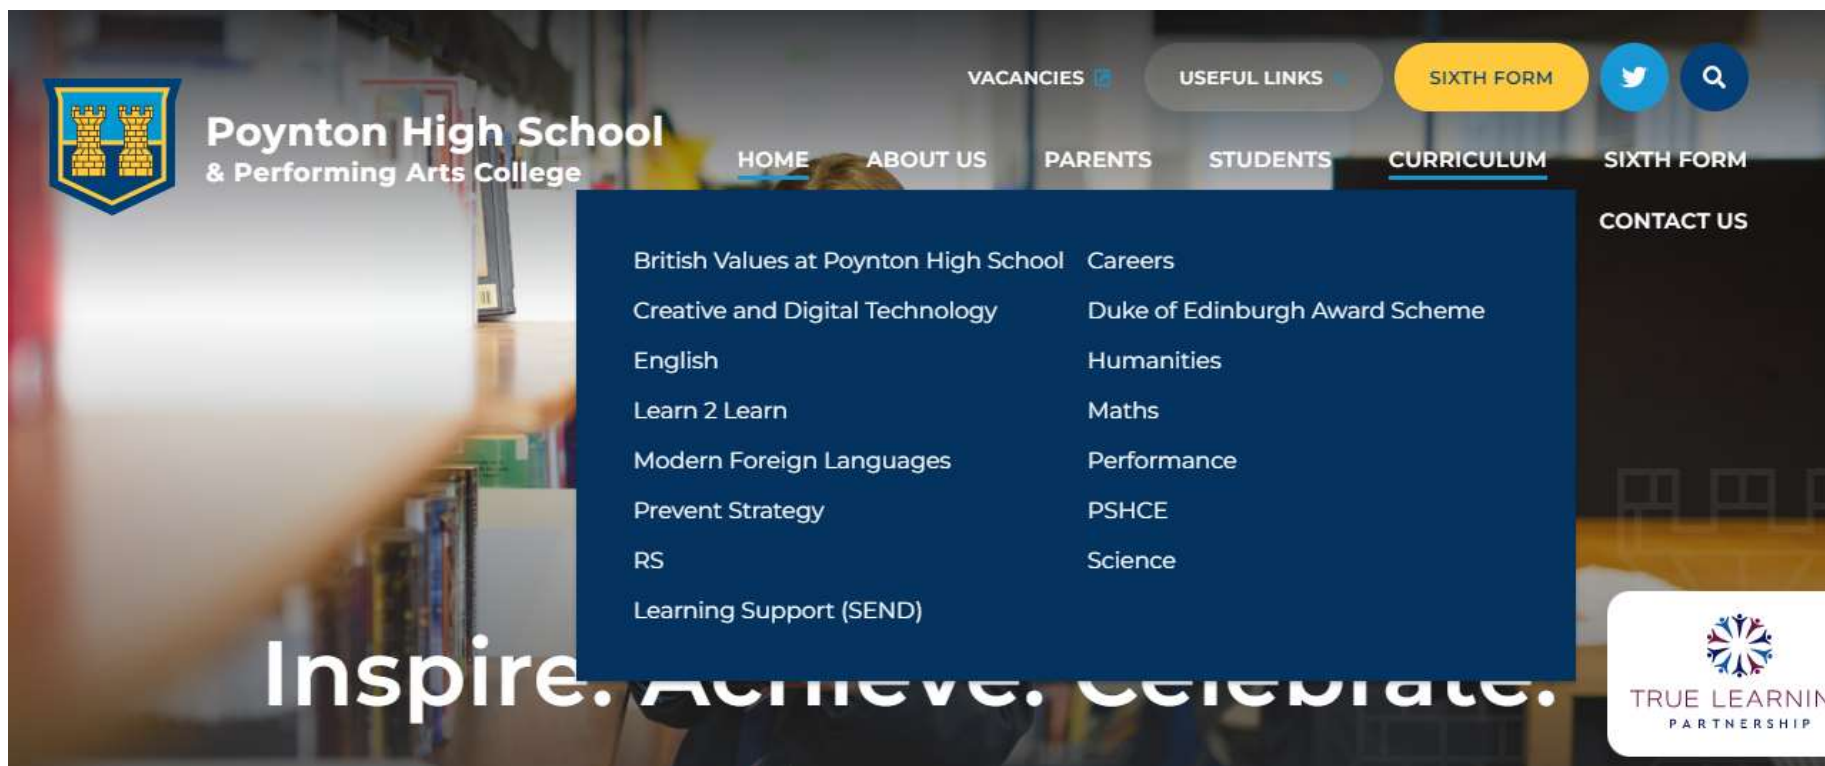 VACANCIES
USEFUL LINKS
SIXTH FORM
Poynton High School
& Performing Arts College
HOME
ABOUT US
PARENTS
STUDENTS
CURRICULUM
SIXTH FORM
CONTACT US
British Values at Poynton High School
Careers
Creative and Digital Technology
Duke of Edinburgh Award Scheme
English
Humanities
Learn 2 Learn
Maths
Modern Foreign Languages
Performance
Prevent Strategy
PSHCE
RS
Science
Learning Support (SEND)
Inspire. Achieve. Celebrate.
TRUE LEARNIN
PARTNERSHIP